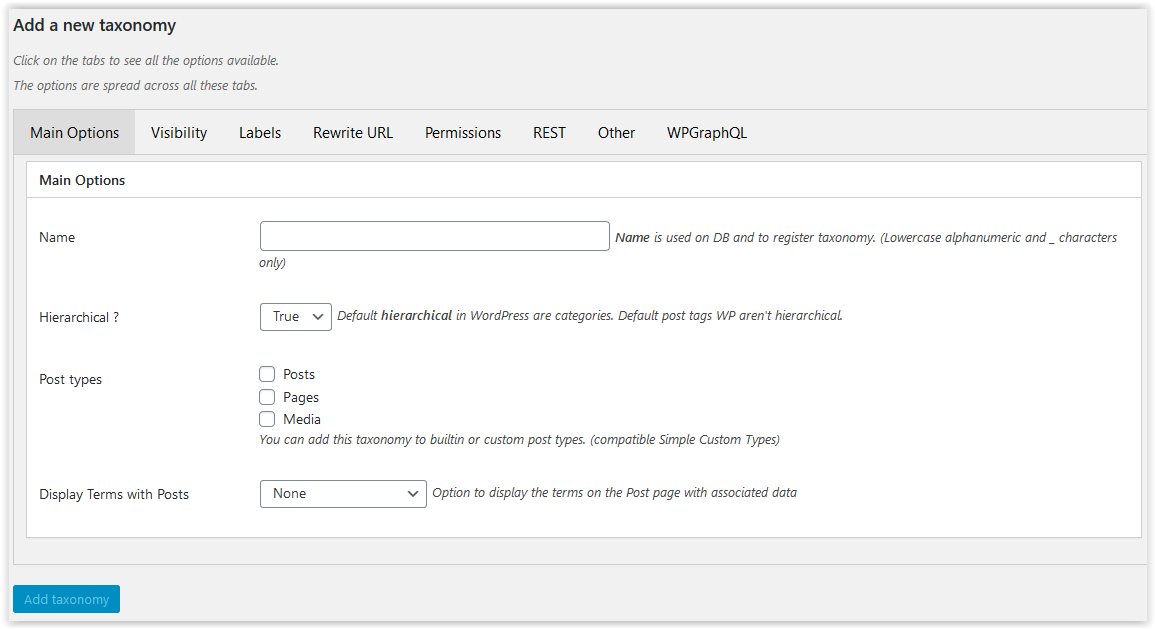 Add a new taxonomy
Click on the tabs to see all the options available.
The options are spread across all these tabs.
Main Options Visibility Labels Rewrite URL Permissions REST Other WPGraphQL
Main Options
Name Name is used on DB and to register taxonomy. (Lowercase alphanumeric and _ characters
only)
Hierarchical ? True Default hierarchical in WordPress are categories. Default post tags WP aren't hierarchical.
Post types
Posts
Pages
Media
You can add this taxonomy to builtin or custom post types. (compatible Simple Custom Types)
Display Terms with Posts None Option to display the terms on the Post page with associated data
Add taxonomy